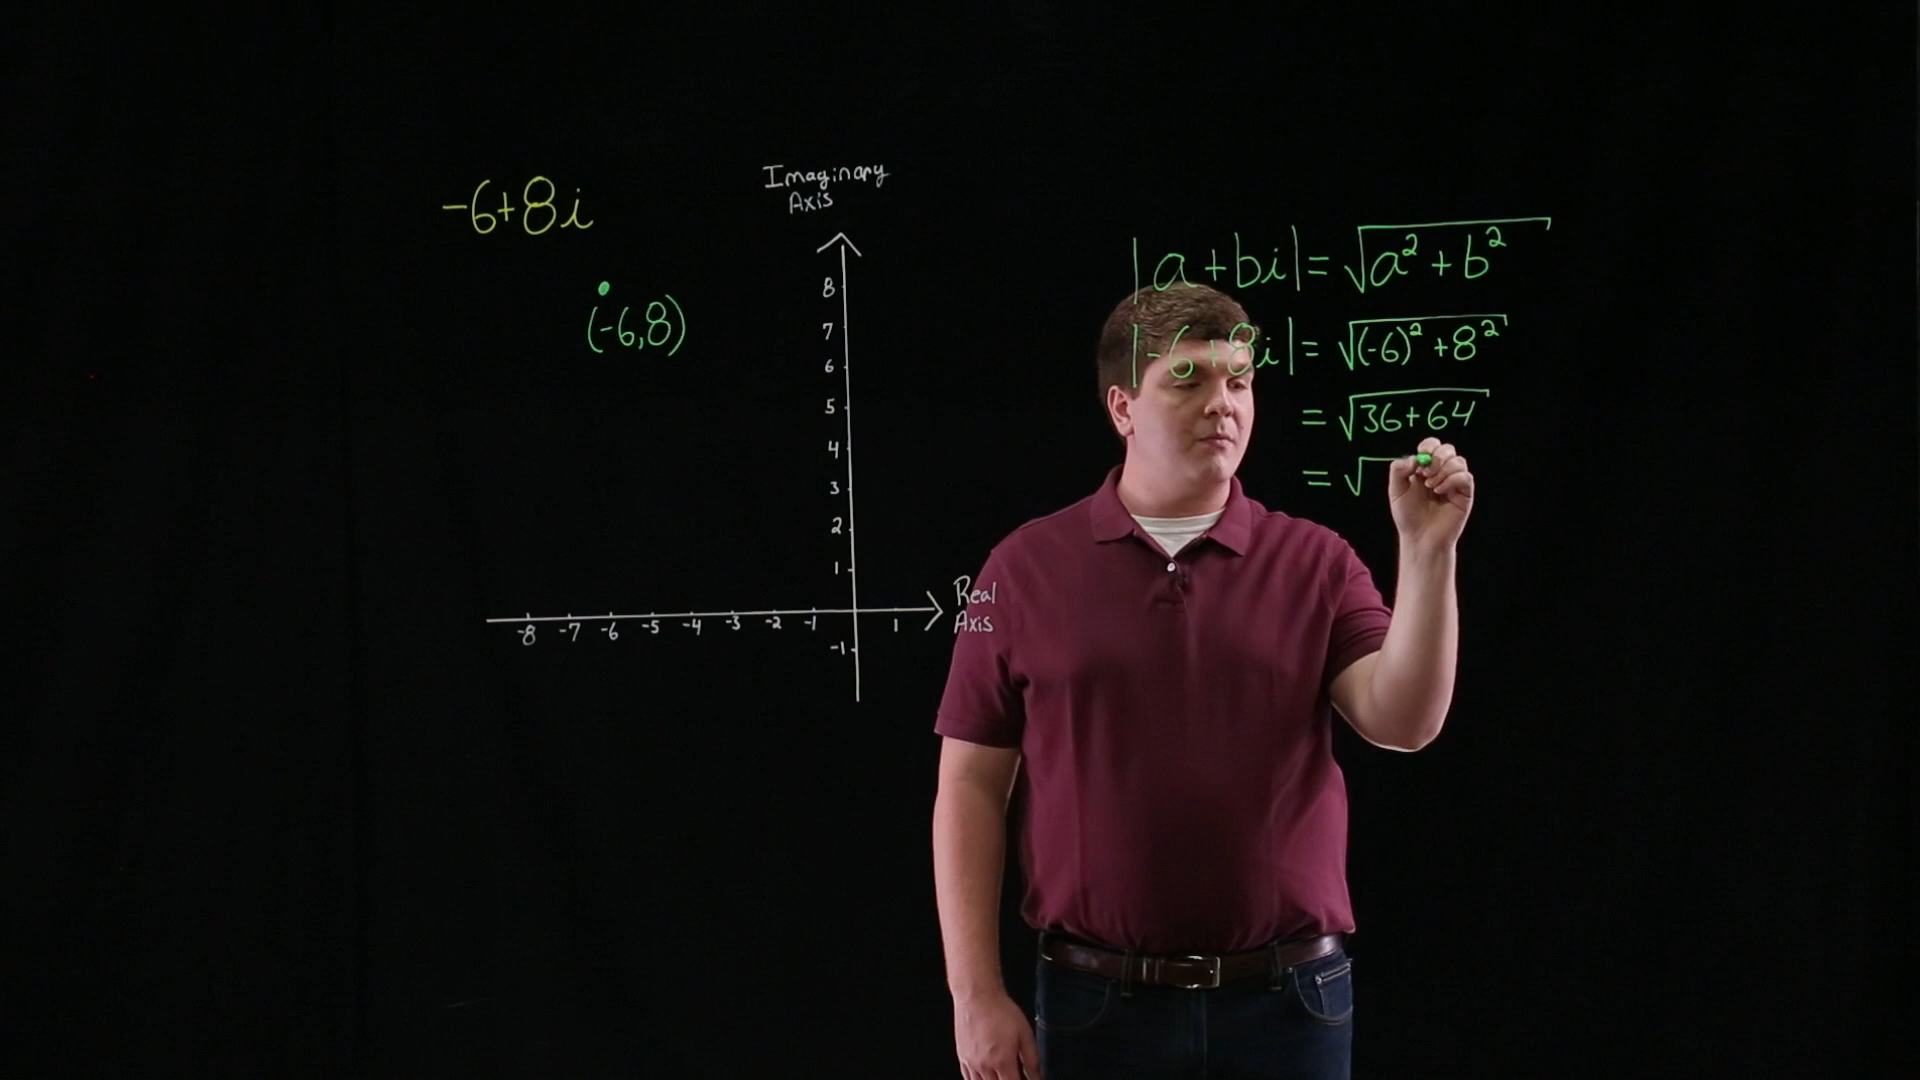 -6+8i
(-6,8)
Imaginary
Axis
8
7
6
5
4
3
2
1
-1
-8 -7 -6 -5 -4 -3 -2 -1 1
Real
Axis
|a+bi|=√a²+b²
|-6+8i|=√(-6)²+8²
=√36+64
=√